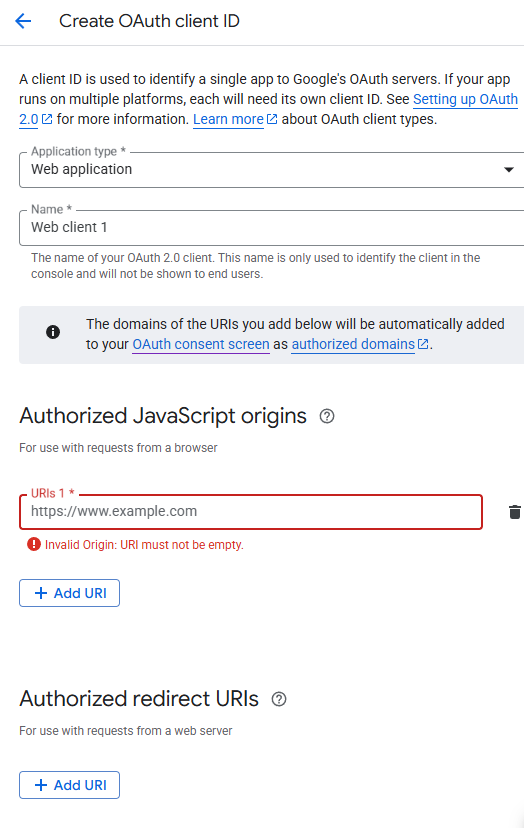 Create OAuth client ID
A client ID is used to identify a single app to Google's OAuth servers. If your app
runs on multiple platforms, each will need its own client ID. See Setting up OAuth
2.0 for more information. Learn more about OAuth client types.
Application type *
Web application
Name *
Web client 1
The name of your OAuth 2.0 client. This name is only used to identify the client in the
console and will not be shown to end users.
The domains of the URIs you add below will be automatically added
to your OAuth consent screen as authorized domains.
Authorized JavaScript origins
For use with requests from a browser
URIs 1 *
https://www.example.com
Invalid Origin: URI must not be empty.
+ Add URI
Authorized redirect URIs
For use with requests from a web server
+ Add URI